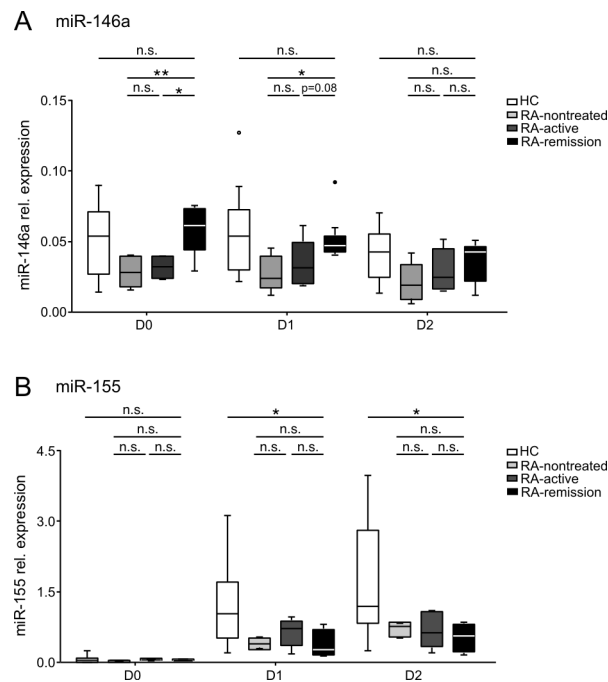 A miR-146a
n.s. n.s. n.s.
** * n.s.
n.s. * n.s. p=0.08 n.s. n.s.
HC
RA-nontreated
RA-active
RA-remission
miR-146a rel. expression
0.15
0.10
0.05
0.00
D0 D1 D2
B miR-155
n.s. * *
n.s. n.s. n.s.
n.s. n.s. n.s. n.s. n.s. n.s.
HC
RA-nontreated
RA-active
RA-remission
miR-155 rel. expression
4.5
3.0
1.5
0.0
D0 D1 D2